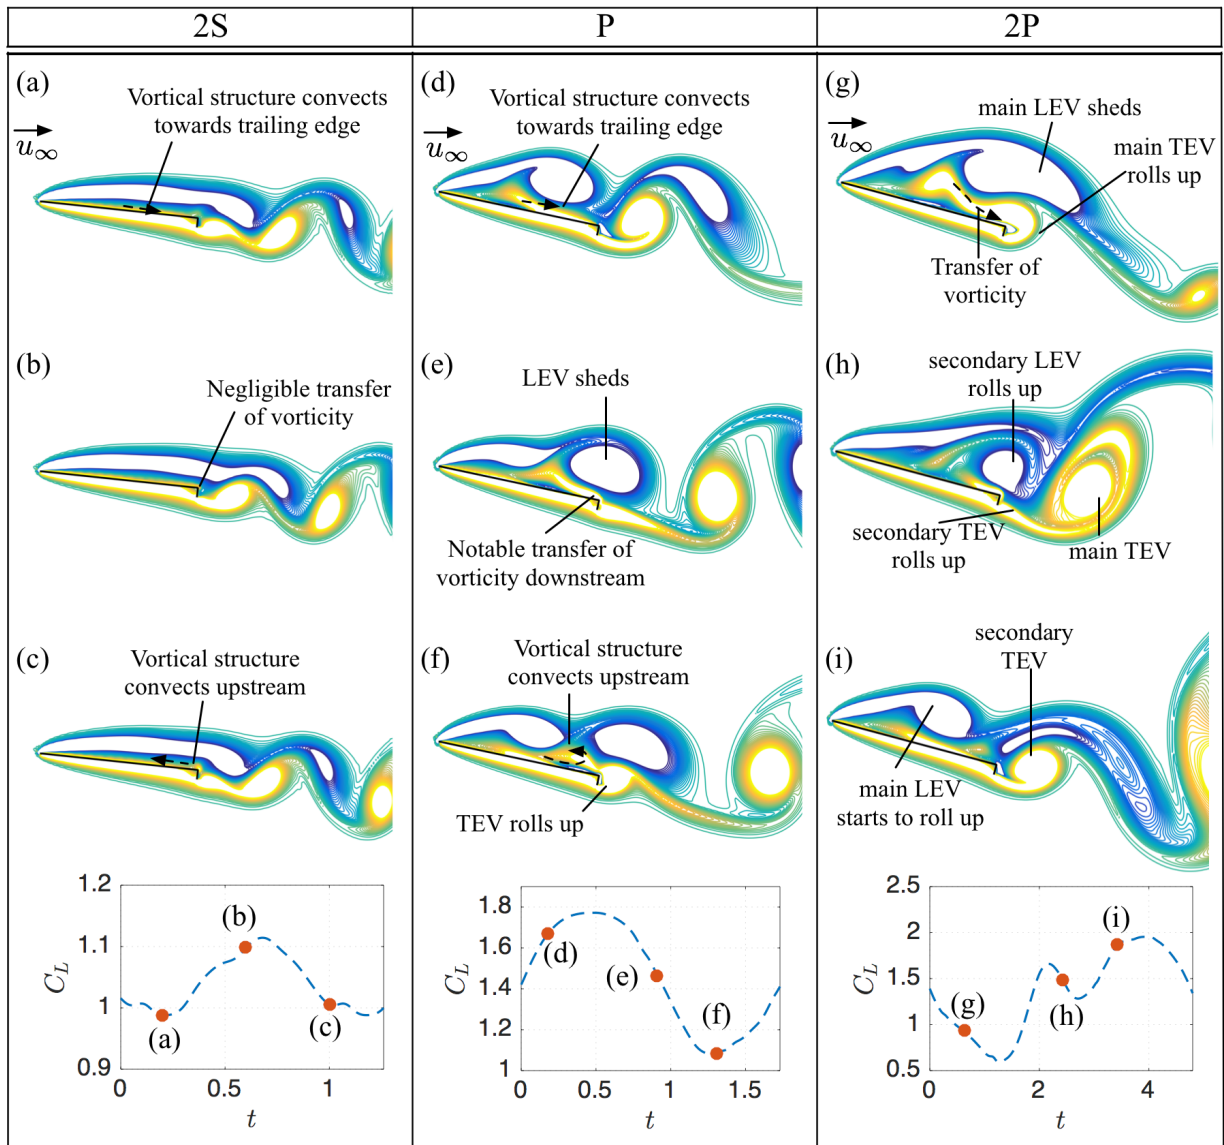 2S
P
2P
(a)
Vortical structure convects
towards trailing edge
u∞
(d)
Vortical structure convects
towards trailing edge
u∞
(g)
main LEV sheds
main TEV
rolls up
u∞
Transfer of
vorticity
(b)
Negligible transfer
of vorticity
(e)
LEV sheds
Notable transfer of
vorticity downstream
(h)
secondary LEV
rolls up
secondary TEV
rolls up
main TEV
(c)
Vortical structure
convects upstream
(f)
Vortical structure
convects upstream
TEV rolls up
(i)
secondary
TEV
main LEV
starts to roll up
1.2
1.1
1
0.9
C_L
(a)
(b)
(c)
0
0.5
1
t
1.8
1.6
1.4
1.2
1
C_L
(d)
(e)
(f)
0
0.5
1
1.5
t
2.5
2
1.5
1
0.5
C_L
(g)
(h)
(i)
0
2
4
t